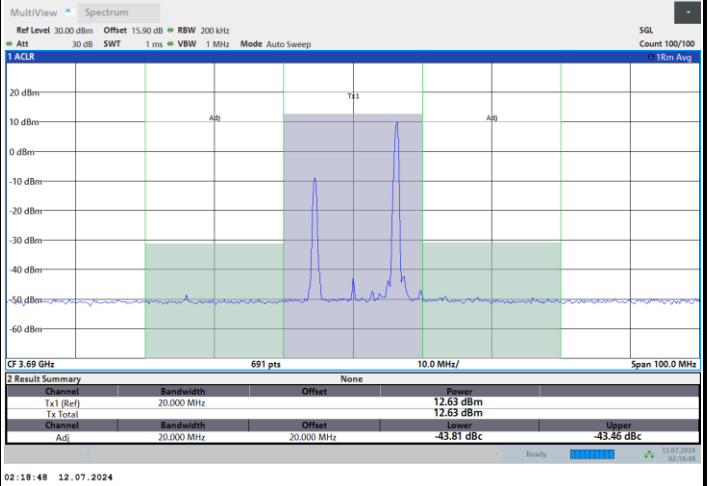 MultiView Spectrum
Ref Level 30.00 dBm Offset 15.90 dB RBW 200 kHz SGL
Att 30 dB SWT 1 ms VBW 1 MHz Mode Auto Sweep Count 100/100
1 ACLR 1Rm Avg
20 dBm
Tx1
Adj Adj
10 dBm
0 dBm
-10 dBm
-20 dBm
-30 dBm
-40 dBm
-50 dBm
-60 dBm
CF 3.69 GHz 691 pts 10.0 MHz/ Span 100.0 MHz
2 Result Summary None
Channel Bandwidth Offset Power
Tx1 (Ref) 20.000 MHz 12.63 dBm
Tx Total 12.63 dBm
Channel Bandwidth Offset Lower Upper
Adj 20.000 MHz 20.000 MHz -43.81 dBc -43.46 dBc
Ready 12.07.2024
02:18:48
02:18:48 12.07.2024